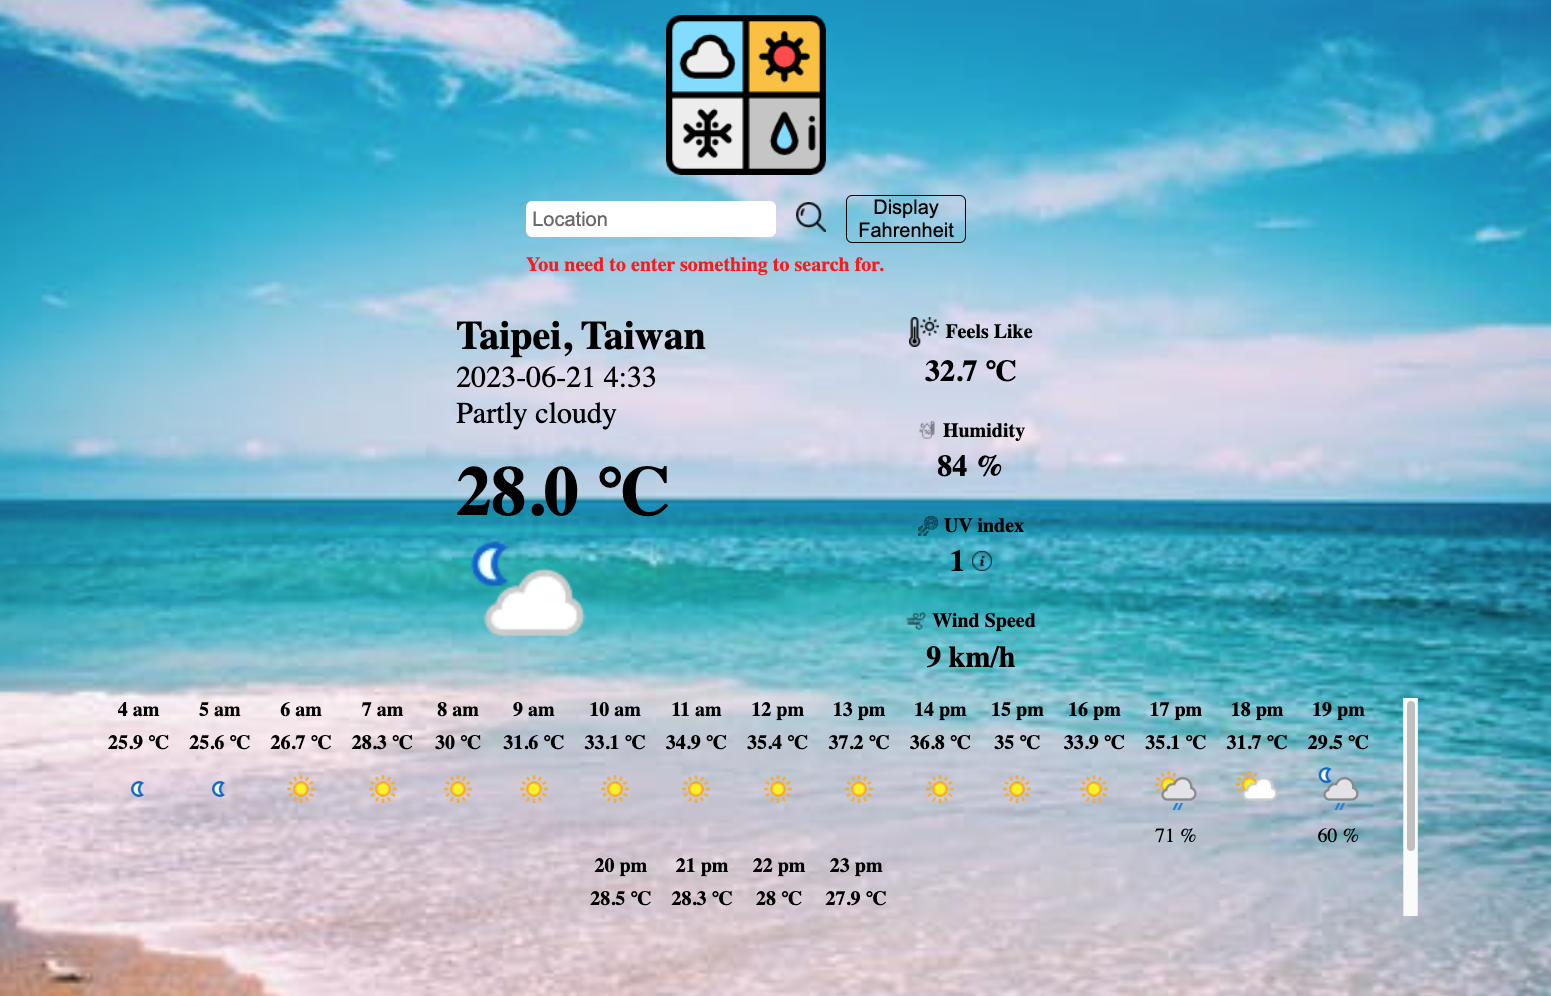 i
Location
Display
Fahrenheit
You need to enter something to search for.
Taipei, Taiwan
2023-06-21 4:33
Partly cloudy
28.0 °C
Feels Like
32.7 °C
Humidity
84 %
UV index
1 i
Wind Speed
9 km/h
4 am 5 am 6 am 7 am 8 am 9 am 10 am 11 am 12 pm 13 pm 14 pm 15 pm 16 pm 17 pm 18 pm 19 pm
25.9 °C 25.6 °C 26.7 °C 28.3 °C 30 °C 31.6 °C 33.1 °C 34.9 °C 35.4 °C 37.2 °C 36.8 °C 35 °C 33.9 °C 35.1 °C 31.7 °C 29.5 °C
71 % 60 %
20 pm 21 pm 22 pm 23 pm
28.5 °C 28.3 °C 28 °C 27.9 °C